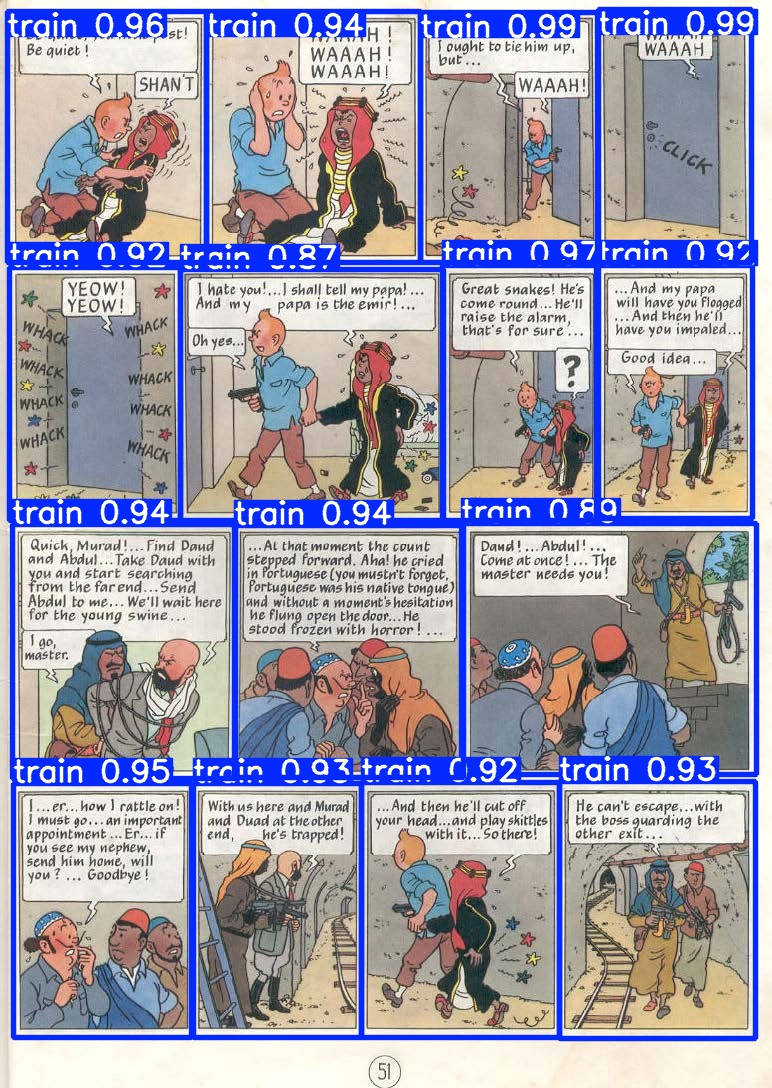 train 0.96
pest!
Be quiet!
SHAN'T
train 0.94
WAAAH!
WAAAH!
train 0.99
I ought to tie him up,
but...
WAAAH!
train 0.99
WAAAH
CLICK
train 0.92
YEOW!
YEOW!
WHACK
WHACK
WHACK
WHACK
WHACK
WHACK
WHACK
WHACK
train 0.87
I hate you!...I shall tell my papa!...
And my papa is the emir!...
Oh yes...
train 0.97
Great snakes! He's
come round...He'll
raise the alarm,
that's for sure...
?
train 0.92
...And my papa
will have you flogged
...And then he'll
have you impaled...
Good idea...
train 0.94
Quick, Murad!...Find Daud
and Abdul...Take Daud with
you and start searching
from the far end...Send
Abdul to me...We'll wait here
for the young swine...
I go,
master.
train 0.94
...At that moment the count
stepped forward. Aha! he cried
in Portuguese (you mustn't forget,
Portuguese was his native tongue)
and without a moment's hesitation
he flung open the door...He
stood frozen with horror!...
train 0.89
Daud!...Abdul!...
Come at once!...The
master needs you!
train 0.95
I...er...how I rattle on!
I must go...an important
appointment...Er...if
you see my nephew,
send him home, will
you?... Goodbye!
train 0.93
With us here and Murad
and Duad at the other
end, he's trapped!
train 0.92
...And then he'll cut off
your head...and play skittles
with it...So there!
train 0.93
He can't escape...with
the boss guarding the
other exit...
51